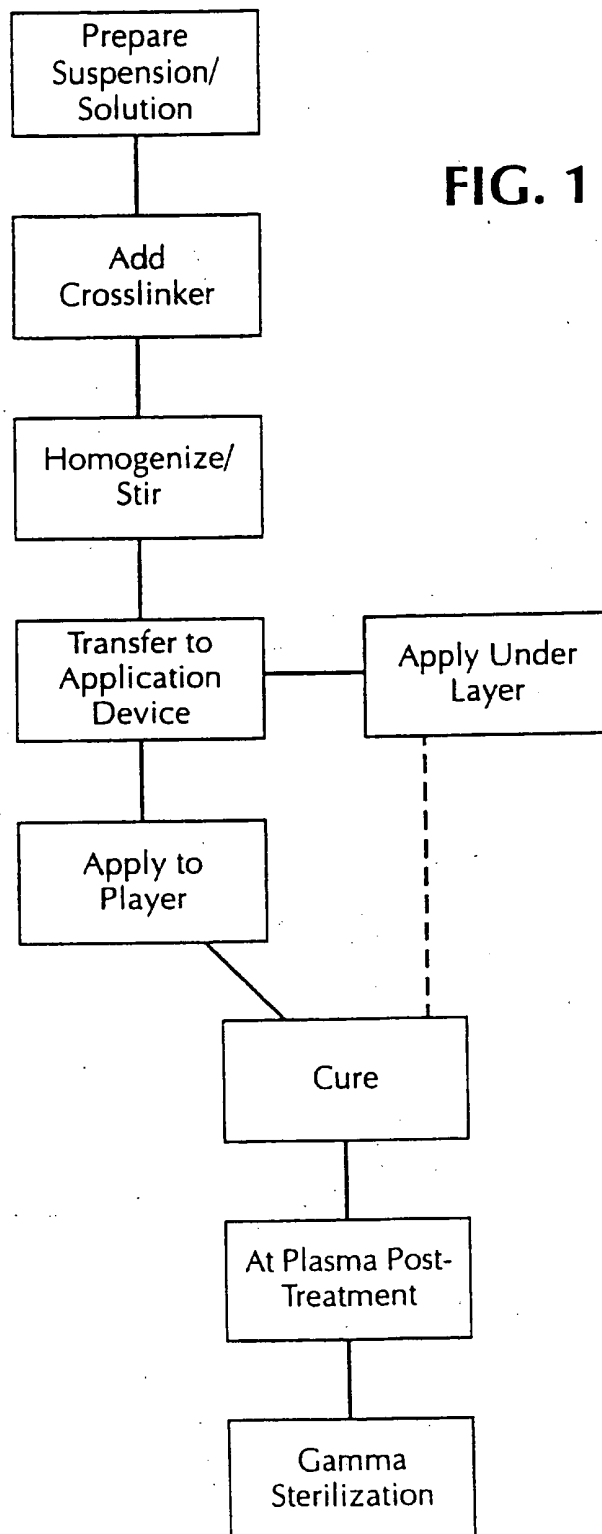 Prepare
Suspension/
Solution
FIG. 1
Add
Crosslinker
Homogenize/
Stir
Transfer to
Application
Device
Apply Under
Layer
Apply to
Player
Cure
At Plasma Post-
Treatment
Gamma
Sterilization